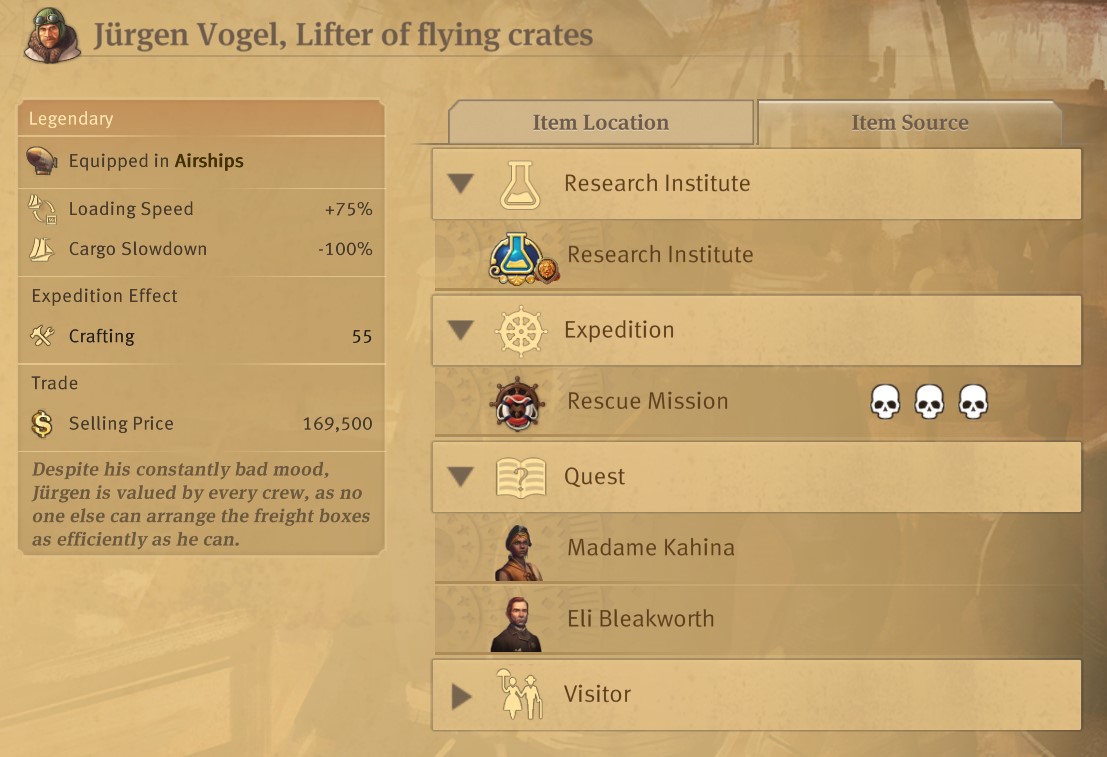 Jürgen Vogel, Lifter of flying crates
Legendary
Equipped in Airships
Loading Speed +75%
Cargo Slowdown -100%
Expedition Effect
Crafting 55
Trade
Selling Price 169,500
Despite his constantly bad mood,
Jürgen is valued by every crew, as no
one else can arrange the freight boxes
as efficiently as he can.
Item Location
Item Source
Research Institute
Research Institute
Expedition
Rescue Mission
Quest
Madame Kahina
Eli Bleakworth
Visitor